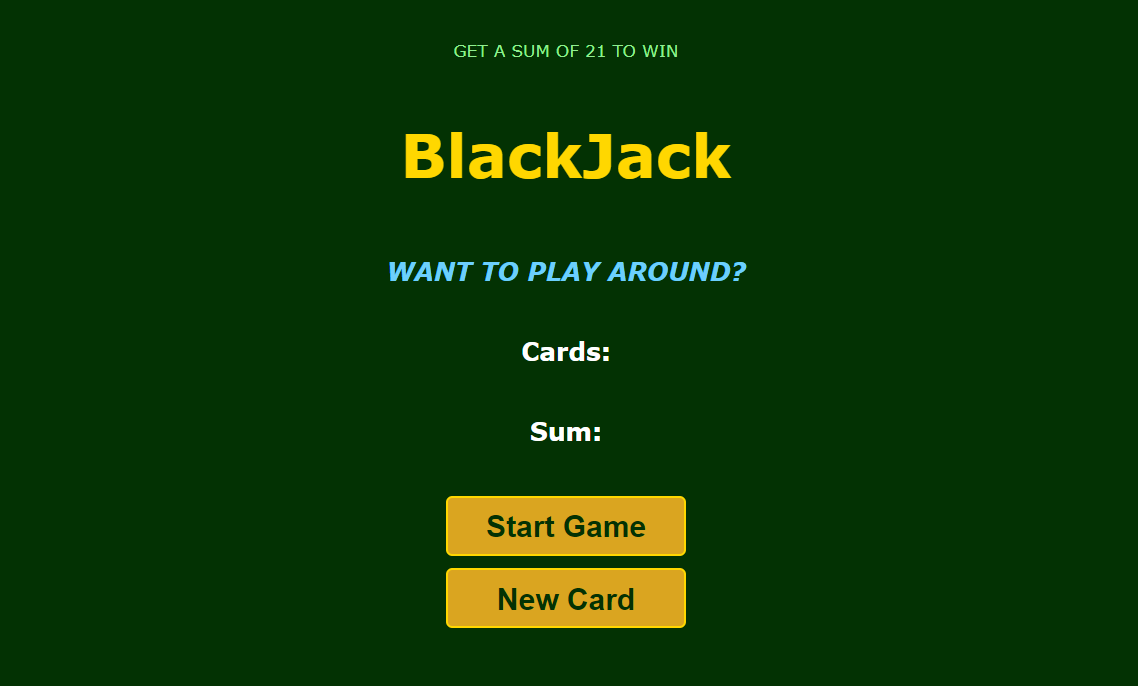 GET A SUM OF 21 TO WIN
BlackJack
WANT TO PLAY AROUND?
Cards:
Sum:
Start Game
New Card